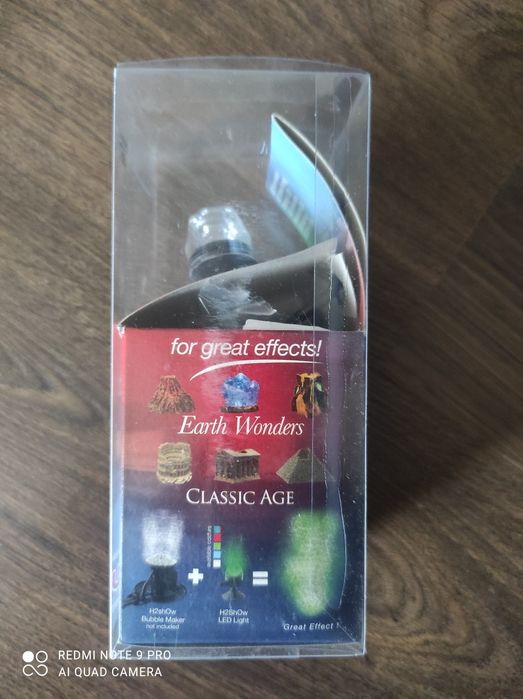 for great effects!
Earth Wonders
CLASSIC AGE
H2shOw
Bubble Maker
not included
+
H2ShOw
LED Light
=
Great Effect !
REDMI NOTE 9 PRO
AI QUAD CAMERA